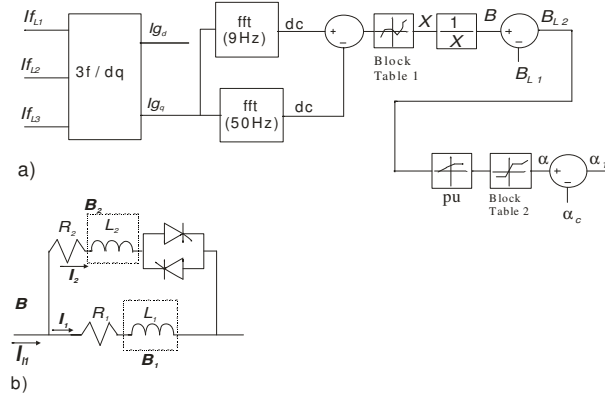 If_L1
If_L2
If_L3
3f / dq
Ig_d
Ig_q
fft
(9Hz)
dc
fft
(50Hz)
dc
+
−
Block
Table 1
X
1
X
B
+
−
B_L2
B_L1
a)
pu
Block
Table 2
α
+
−
α_1
α_c
B_2
R_2
L_2
I_2
B
I_1
R_1
L_1
I_l1
B_1
b)